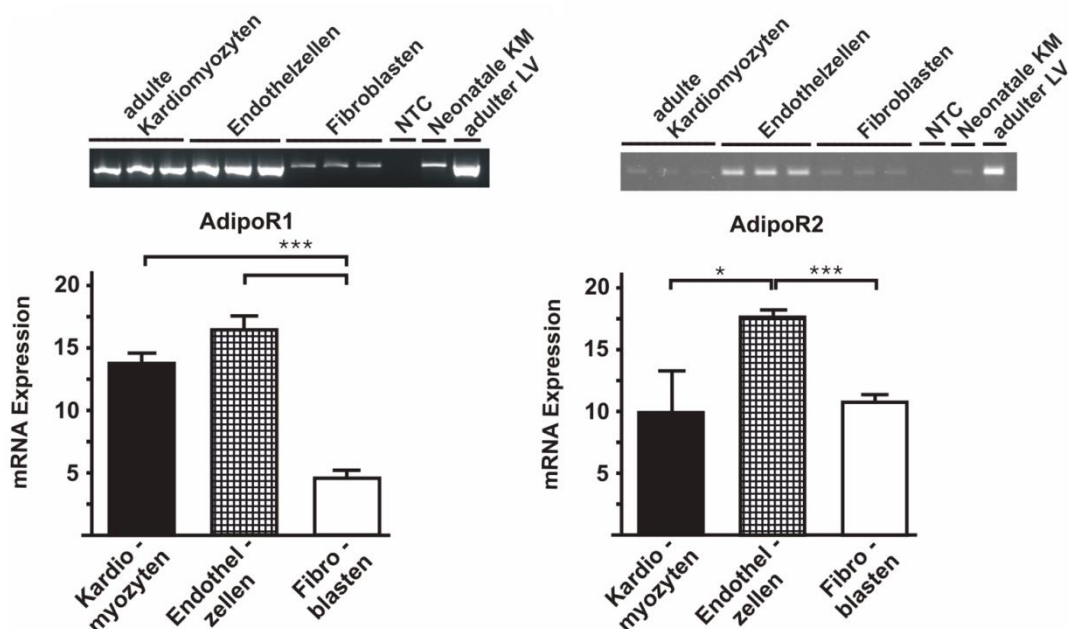 adulte
Kardiomyozyten
Endothelzellen
Fibroblasten
NTC
Neonatale KM
adulter LV
AdipoR1
***
mRNA Expression
20
15
10
5
Kardio -
myozyten
Endothel -
zellen
Fibro -
blasten
adulte
Kardiomyozyten
Endothelzellen
Fibroblasten
NTC
Neonatale KM
adulter LV
AdipoR2
*
***
mRNA Expression
20
15
10
5
Kardio -
myozyten
Endothel -
zellen
Fibro -
blasten